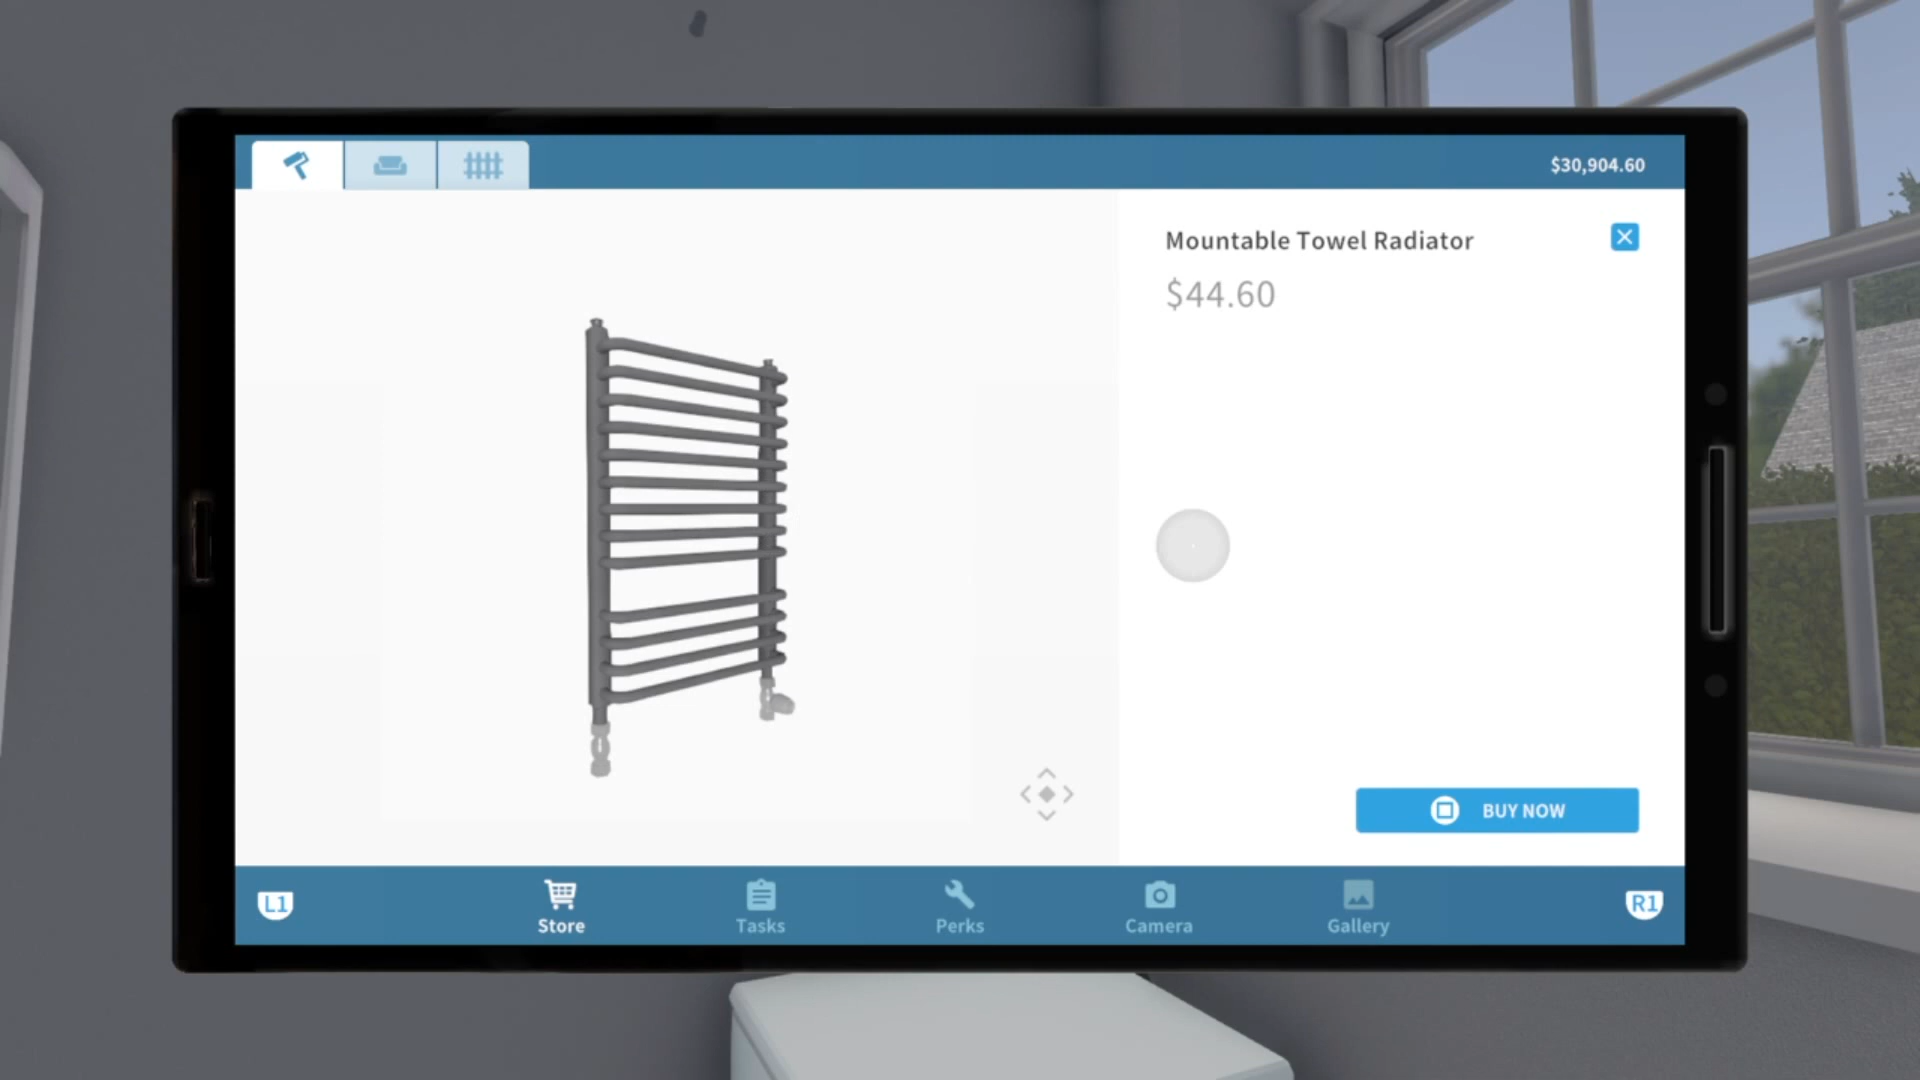 $30,904.60
Mountable Towel Radiator
$44.60
BUY NOW
L1
Store
Tasks
Perks
Camera
Gallery
R1